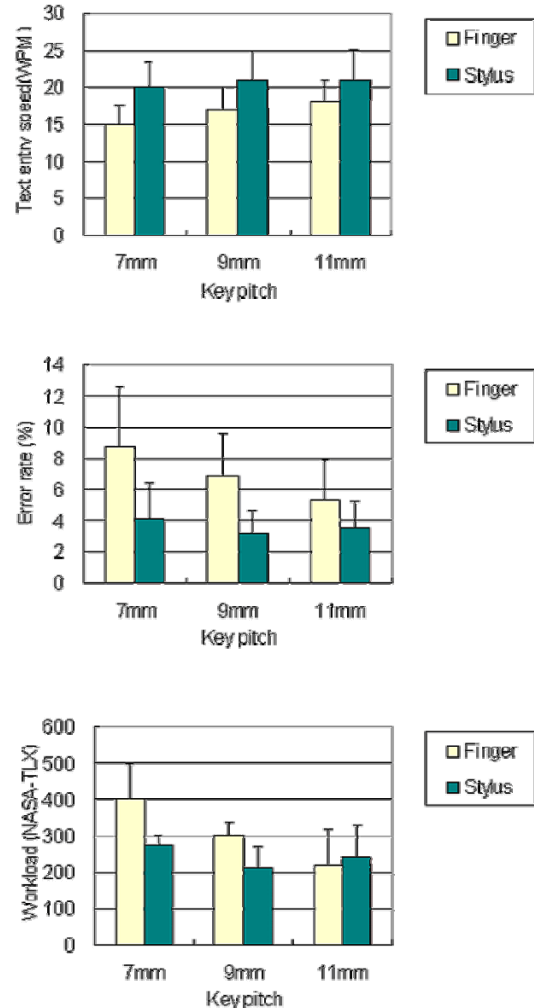 30
25
20
15
10
5
0
Text entry speed(WPM)
7mm 9mm 11mm
Key pitch
Finger
Stylus
14
12
10
8
6
4
2
0
Error rate (%)
7mm 9mm 11mm
Key pitch
Finger
Stylus
600
500
400
300
200
100
0
Workload (NASA-TLX)
7mm 9mm 11mm
Key pitch
Finger
Stylus